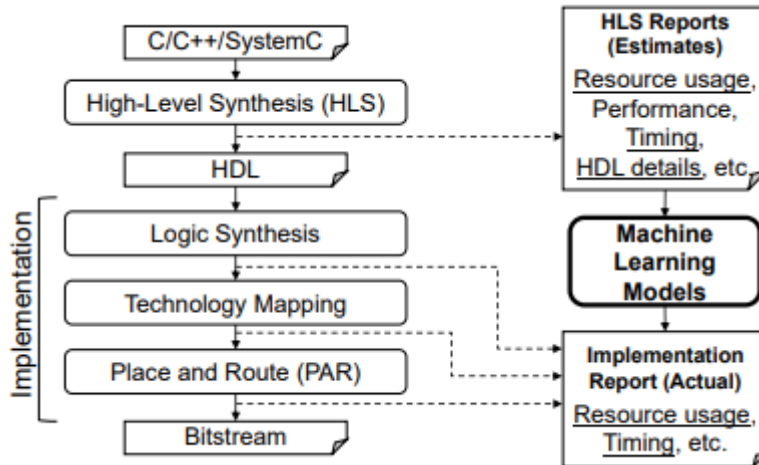 C/C++/SystemC
High-Level Synthesis (HLS)
HDL
Implementation
Logic Synthesis
Technology Mapping
Place and Route (PAR)
Bitstream
HLS Reports
(Estimates)
Resource usage,
Performance,
Timing,
HDL details, etc.
Machine
Learning
Models
Implementation
Report (Actual)
Resource usage,
Timing, etc.